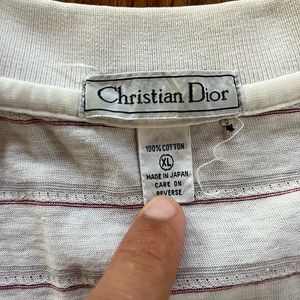 Christian Dior
100% COTTON
XL
MADE IN JAPAN
CARE ON
REVERSE